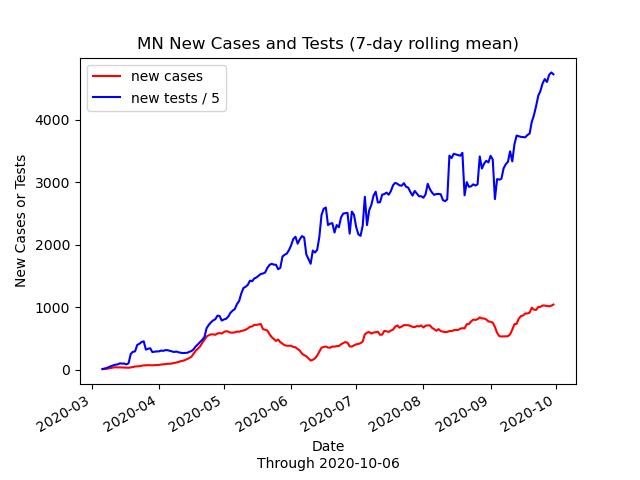 MN New Cases and Tests (7-day rolling mean)
new cases
new tests / 5
New Cases or Tests
4000
3000
2000
1000
0
2020-03
2020-04
2020-05
2020-06
2020-07
2020-08
2020-09
2020-10
Date
Through 2020-10-06